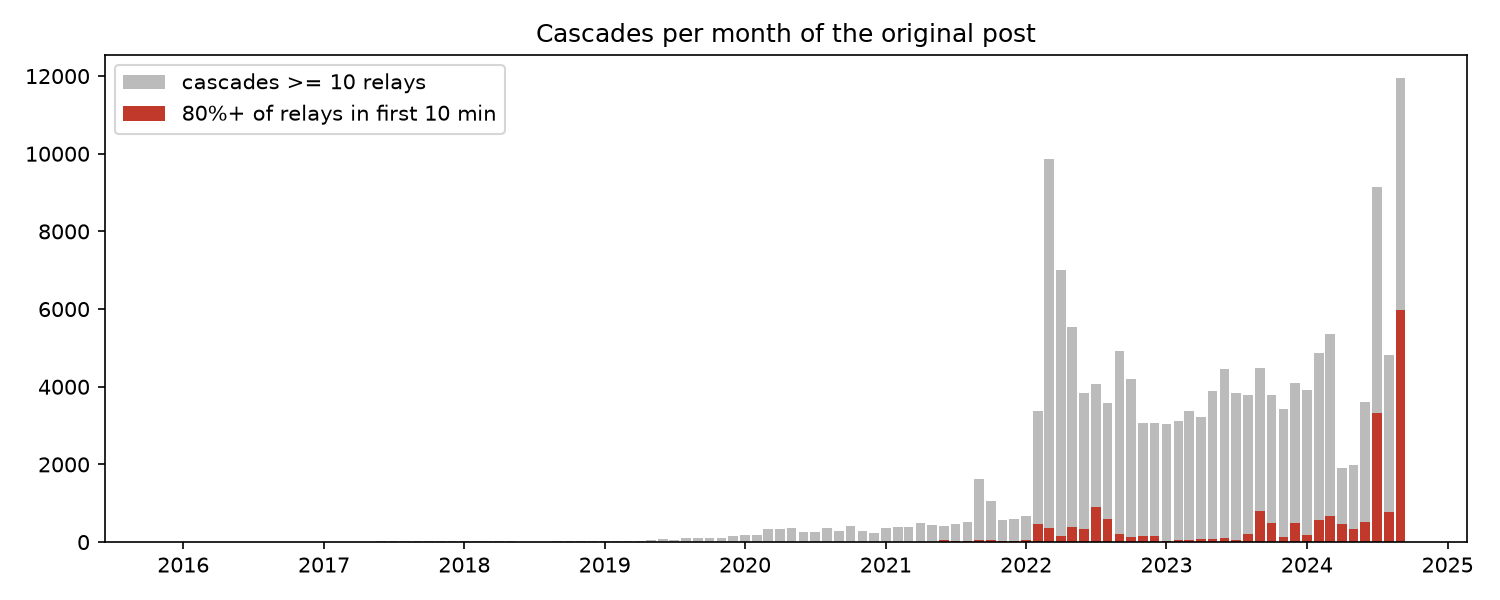 Cascades per month of the original post
cascades >= 10 relays
80%+ of relays in first 10 min
12000
10000
8000
6000
4000
2000
0
2016 2017 2018 2019 2020 2021 2022 2023 2024 2025